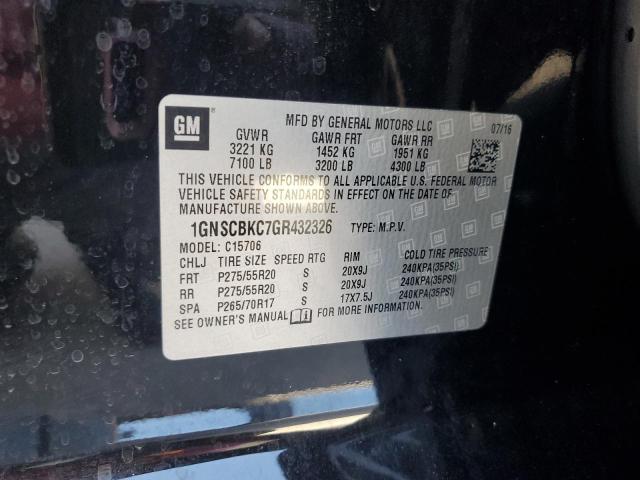 GM
MFD BY GENERAL MOTORS LLC 07/16
GVWR GAWR FRT GAWR RR
3221 KG 1452 KG 1951 KG
7100 LB 3200 LB 4300 LB
THIS VEHICLE CONFORMS TO ALL APPLICABLE U.S. FEDERAL MOTOR
VEHICLE SAFETY STANDARDS IN EFFECT ON THE DATE OF
MANUFACTURE SHOWN ABOVE.
1GNSCBKC7GR432326 TYPE: M.P.V.
MODEL: C15706
CHLJ TIRE SIZE SPEED RTG RIM COLD TIRE PRESSURE
FRT P275/55R20 S 20X9J 240KPA(35PSI)
RR P275/55R20 S 20X9J 240KPA(35PSI)
SPA P265/70R17 S 17X7.5J 240KPA(35PSI)
SEE OWNER'S MANUAL FOR MORE INFORMATION.